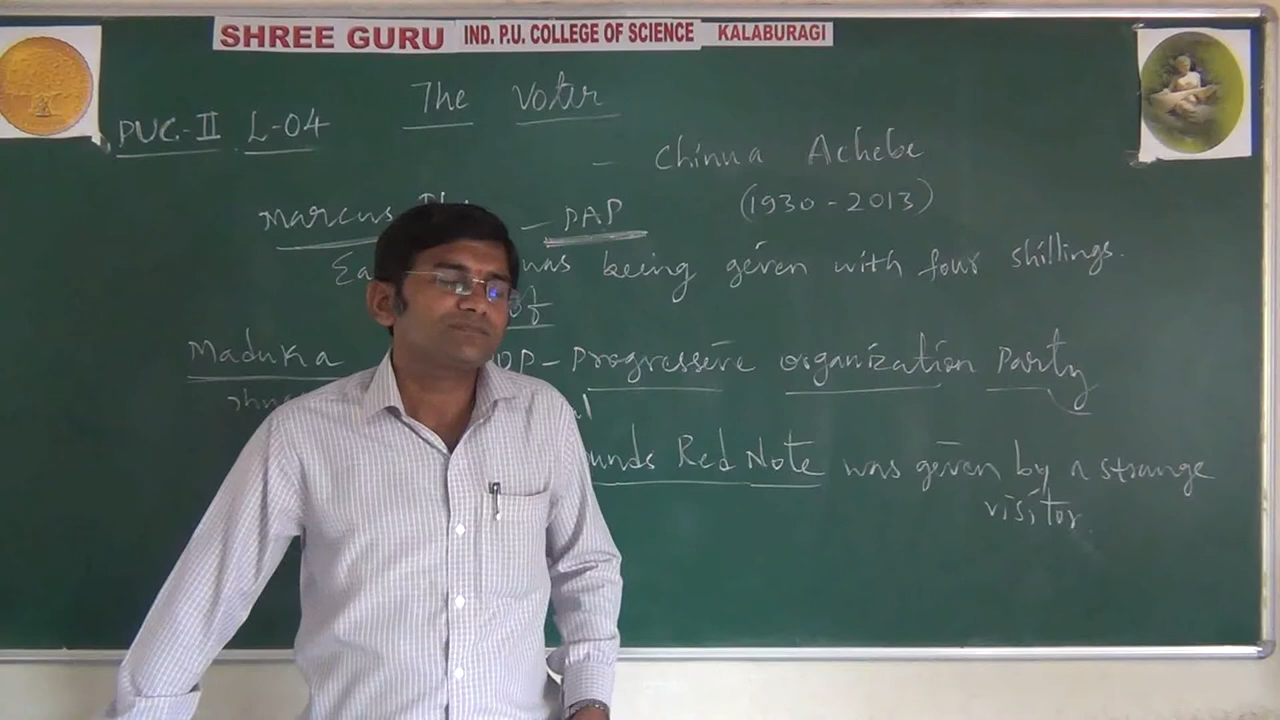 SHREE GURU IND. P.U. COLLEGE OF SCIENCE KALABURAGI
The Voter
PUC-II L-04
- Chinua Achebe
(1930-2013)
Marcus - PAP
was being given with four shillings.
of
Maduka - Progressive Organization Party
Red Note was given by a strange
visitor.